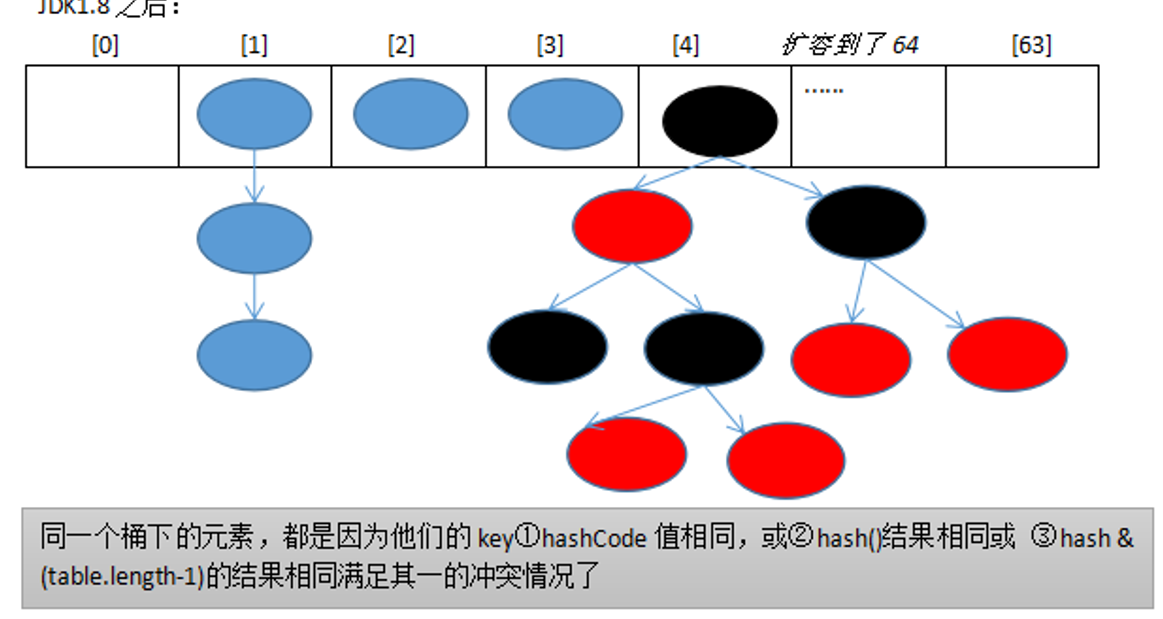 JDK1.8之后：
[0] [1] [2] [3] [4] 扩容到了 64 [63]
……
同一个桶下的元素，都是因为他们的 key①hashCode 值相同，或②hash()结果相同或 ③hash &
(table.length-1)的结果相同满足其一的冲突情况了